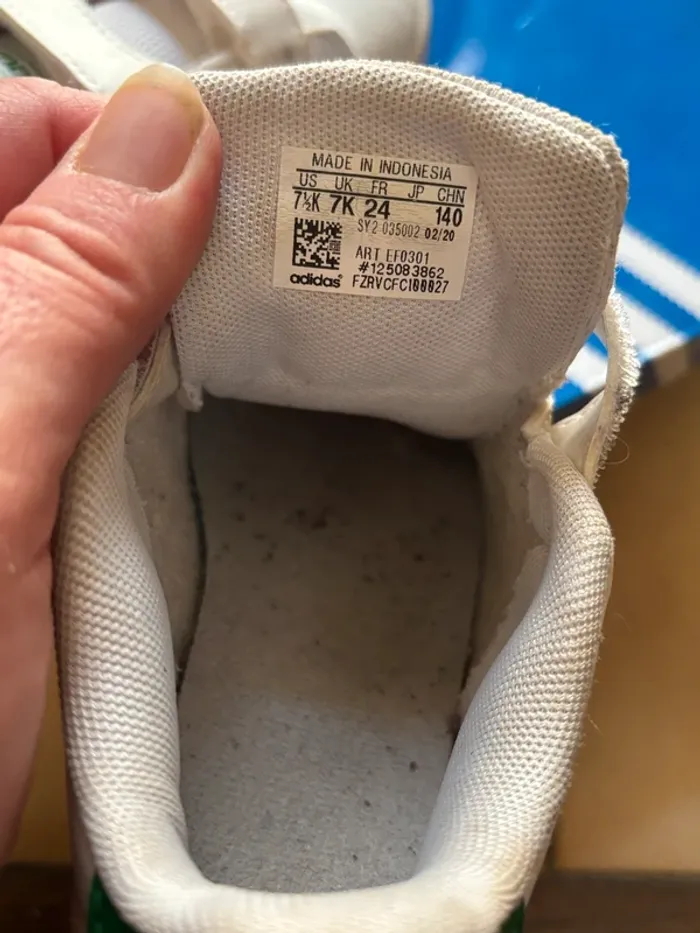 MADE IN INDONESIA
US UK FR JP CHN
7½K 7K 24 140
SY2 035002 02/20
ART EF0301
#125083862
adidas® FZRVCFCI00027